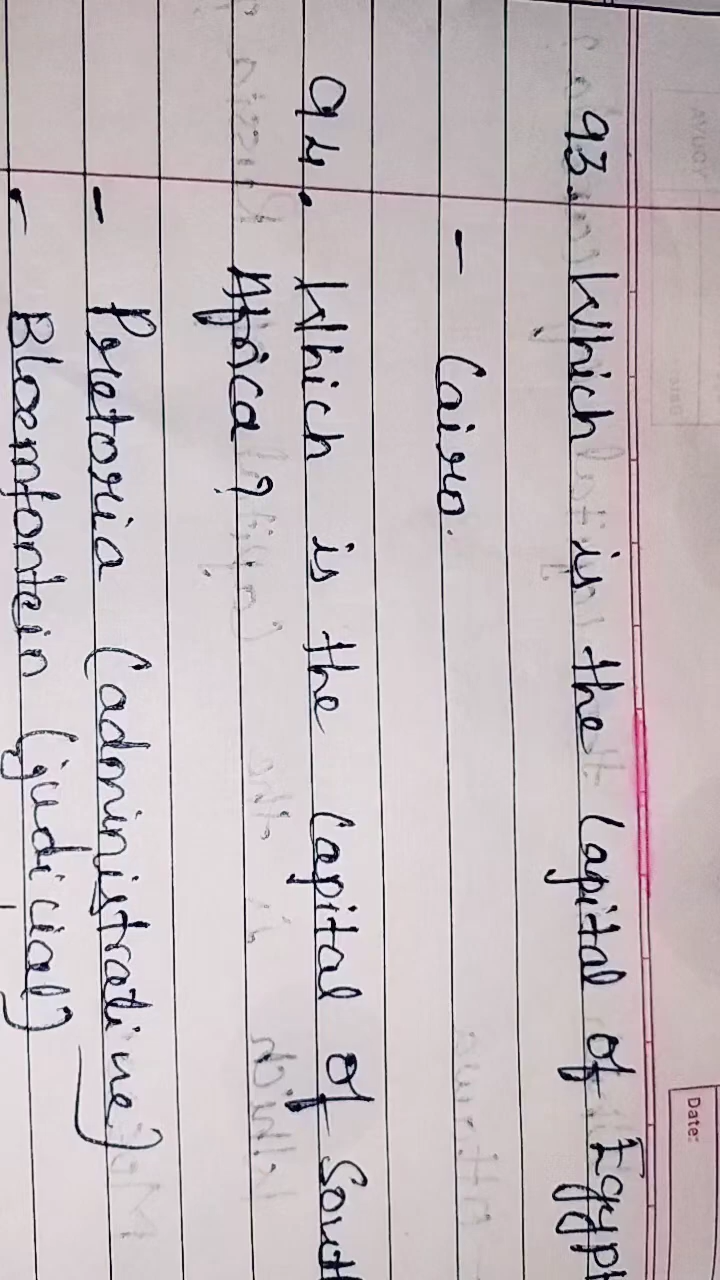 Date:
93. Which is the Capital of Egypt
- Cairo.
94. Which is the Capital of South
Africa?
- Pretoria (administrative)
- Bloemfontein (judicial)